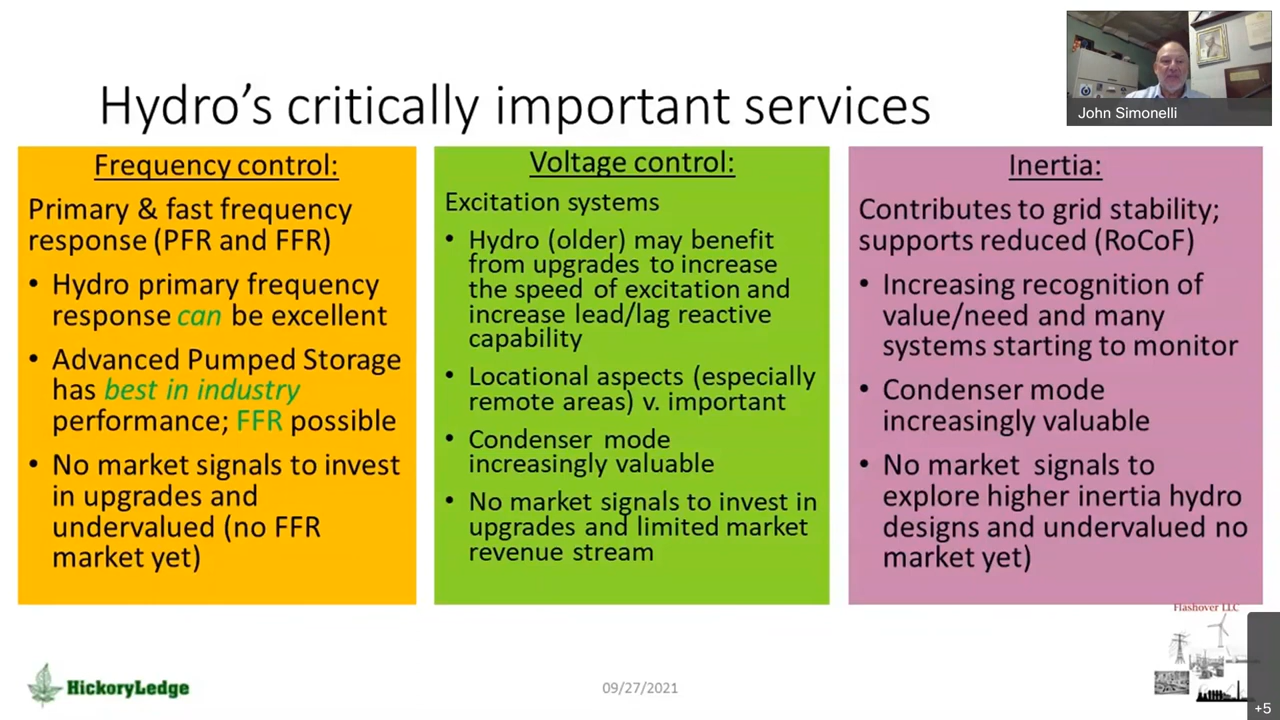 John Simonelli
Hydro's critically important services
Frequency control:
Primary & fast frequency
response (PFR and FFR)
• Hydro primary frequency
response can be excellent
• Advanced Pumped Storage
has best in industry
performance; FFR possible
• No market signals to invest
in upgrades and
undervalued (no FFR
market yet)
Voltage control:
Excitation systems
• Hydro (older) may benefit
from upgrades to increase
the speed of excitation and
increase lead/lag reactive
capability
• Locational aspects (especially
remote areas) v. important
• Condenser mode
increasingly valuable
• No market signals to invest in
upgrades and limited market
revenue stream
Inertia:
Contributes to grid stability;
supports reduced (RoCoF)
• Increasing recognition of
value/need and many
systems starting to monitor
• Condenser mode
increasingly valuable
• No market signals to
explore higher inertia hydro
designs and undervalued no
market yet)
Flashover LLC
HickoryLedge
09/27/2021
+5